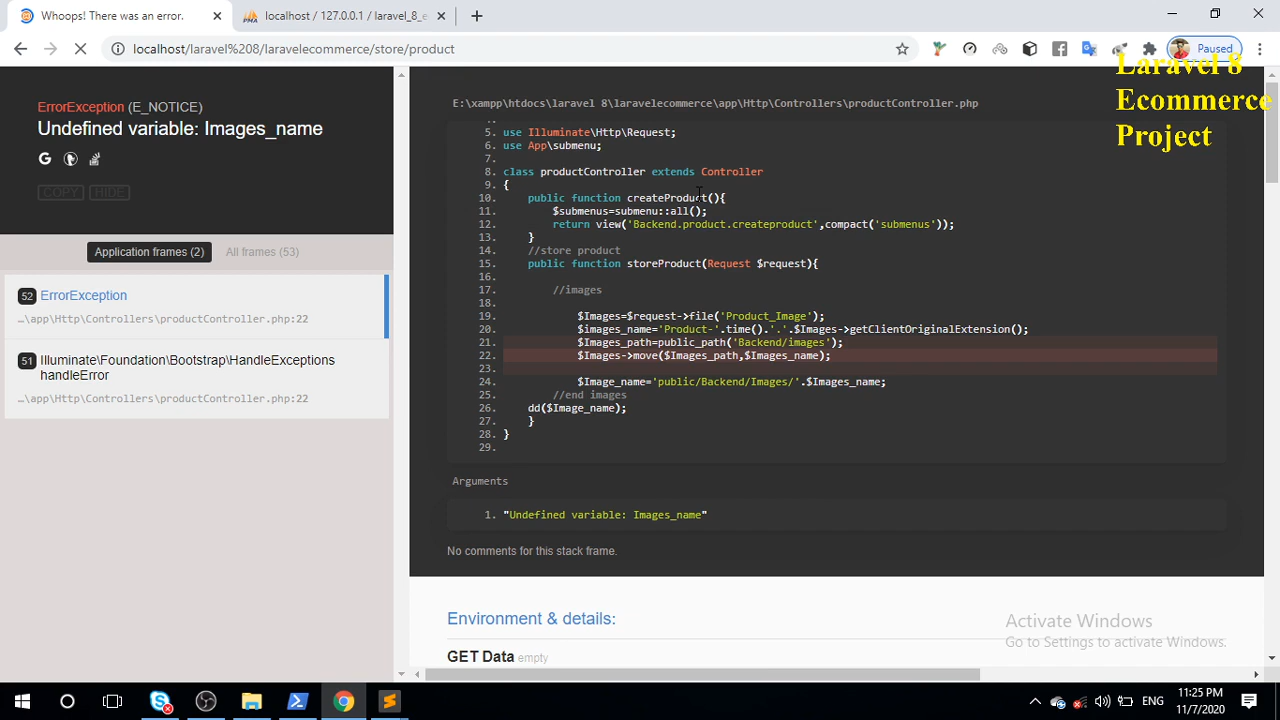 Whoops! There was an error.
localhost / 127.0.0.1 / laravel_8_e
localhost/laravel%208/laravelecommerce/store/product
Paused
Laravel 8
Ecommerce
Project
ErrorException (E_NOTICE)
Undefined variable: Images_name
COPY HIDE
Application frames (2) All frames (53)
52 ErrorException
…\app\Http\Controllers\productController.php:22
51 Illuminate\Foundation\Bootstrap\HandleExceptions
handleError
…\app\Http\Controllers\productController.php:22
E:\xampp\htdocs\laravel 8\laravelecommerce\app\Http\Controllers\productController.php
5. use Illuminate\Http\Request;
6. use App\submenu;
7.
8. class productController extends Controller
9. {
10. public function createProduct(){
11. $submenus=submenu::all();
12. return view('Backend.product.createproduct',compact('submenus'));
13. }
14. //store product
15. public function storeProduct(Request $request){
16.
17. //images
18.
19. $Images=$request->file('Product_Image');
20. $images_name='Product-'.time().'.'.$Images->getClientOriginalExtension();
21. $Images_path=public_path('Backend/images');
22. $Images->move($Images_path,$Images_name);
23.
24. $Image_name='public/Backend/Images/'.$Images_name;
25. //end images
26. dd($Image_name);
27. }
28. }
29.
Arguments
1. "Undefined variable: Images_name"
No comments for this stack frame.
Environment & details:
GET Data empty
Activate Windows
Go to Settings to activate Windows.
ENG
11:25 PM
11/7/2020